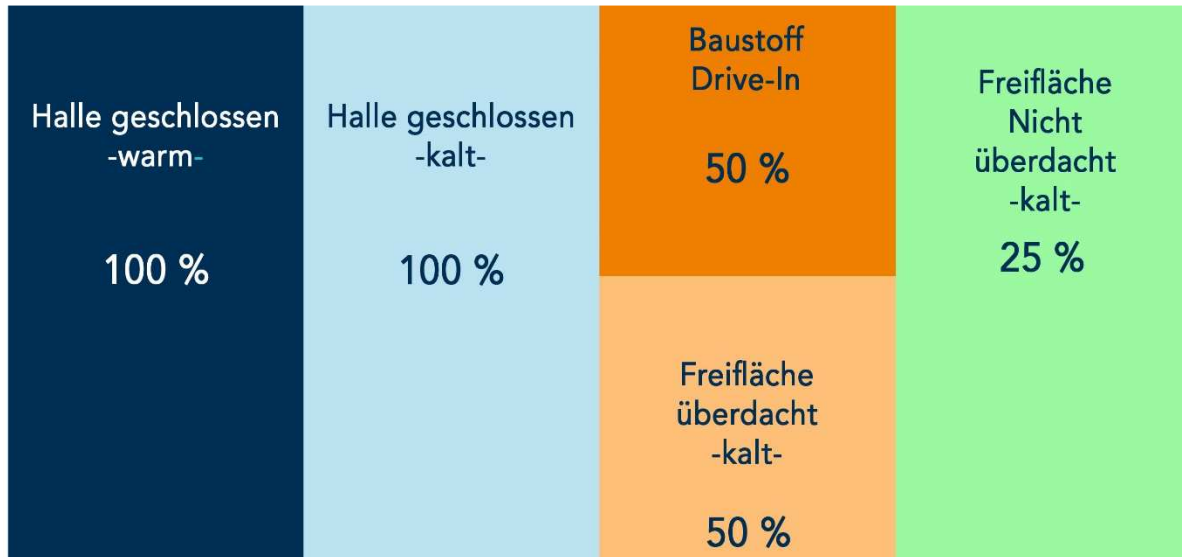 Halle geschlossen
-warm-
100 %
Halle geschlossen
-kalt-
100 %
Baustoff
Drive-In
50 %
Freifläche
überdacht
-kalt-
50 %
Freifläche
Nicht
überdacht
-kalt-
25 %